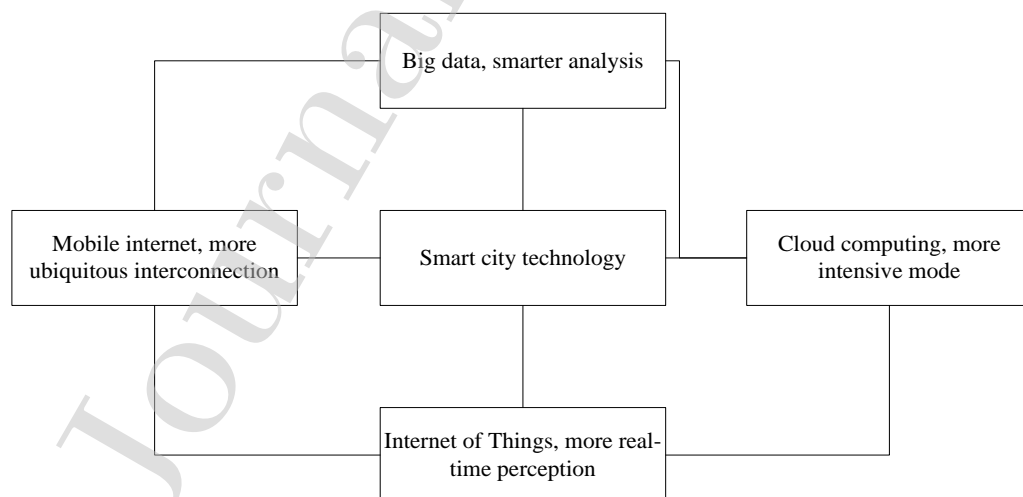 Big data, smarter analysis
Mobile internet, more
ubiquitous interconnection
Smart city technology
Cloud computing, more
intensive mode
Internet of Things, more real-
time perception
Journa